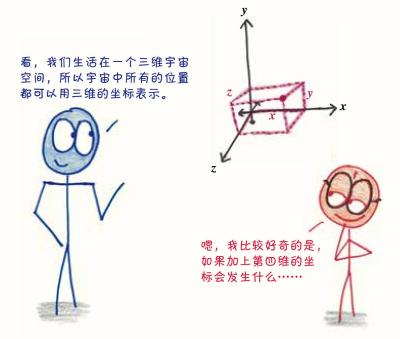 看，我们生活在一个三维宇宙
空间，所以宇宙中所有的位置
都可以用三维的坐标表示。
y
z
y
x
x
z
嗯，我比较好奇的是，
如果加上第四维的坐
标会发生什么……